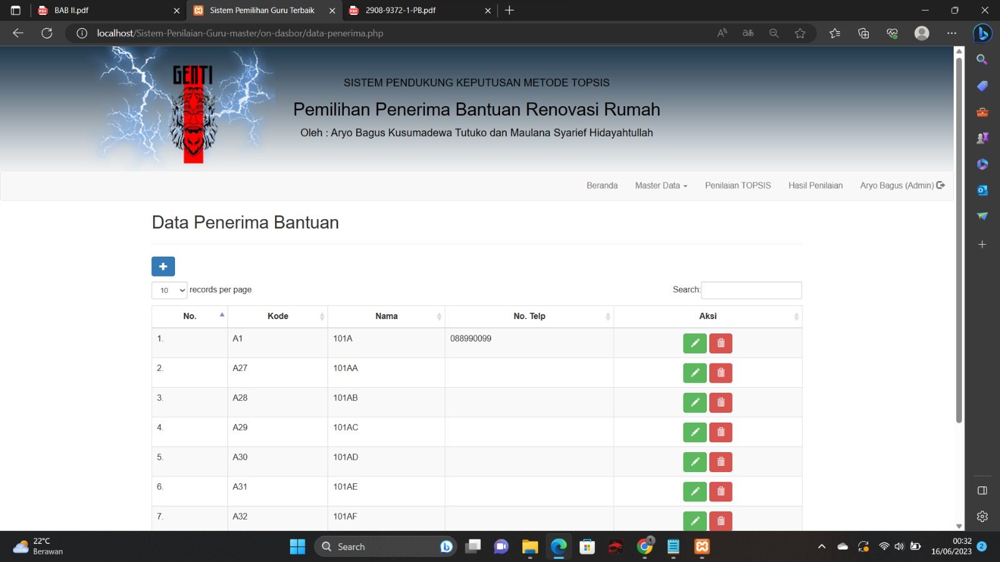 BAB II.pdf
Sistem Pemilihan Guru Terbaik
2908-9372-1-PB.pdf
localhost/Sistem-Penilaian-Guru-master/on-dasbor/data-penerima.php
GENTI
SISTEM PENDUKUNG KEPUTUSAN METODE TOPSIS
Pemilihan Penerima Bantuan Renovasi Rumah
Oleh : Aryo Bagus Kusumadewa Tutuko dan Maulana Syarief Hidayahtullah
Beranda Master Data Penilaian TOPSIS Hasil Penilaian Aryo Bagus (Admin)
Data Penerima Bantuan
10 records per page Search:
No. Kode Nama No. Telp Aksi
1. A1 101A 088990099
2. A27 101AA
3. A28 101AB
4. A29 101AC
5. A30 101AD
6. A31 101AE
7. A32 101AF
22°C
Berawan
Search
00:32
16/06/2023
2